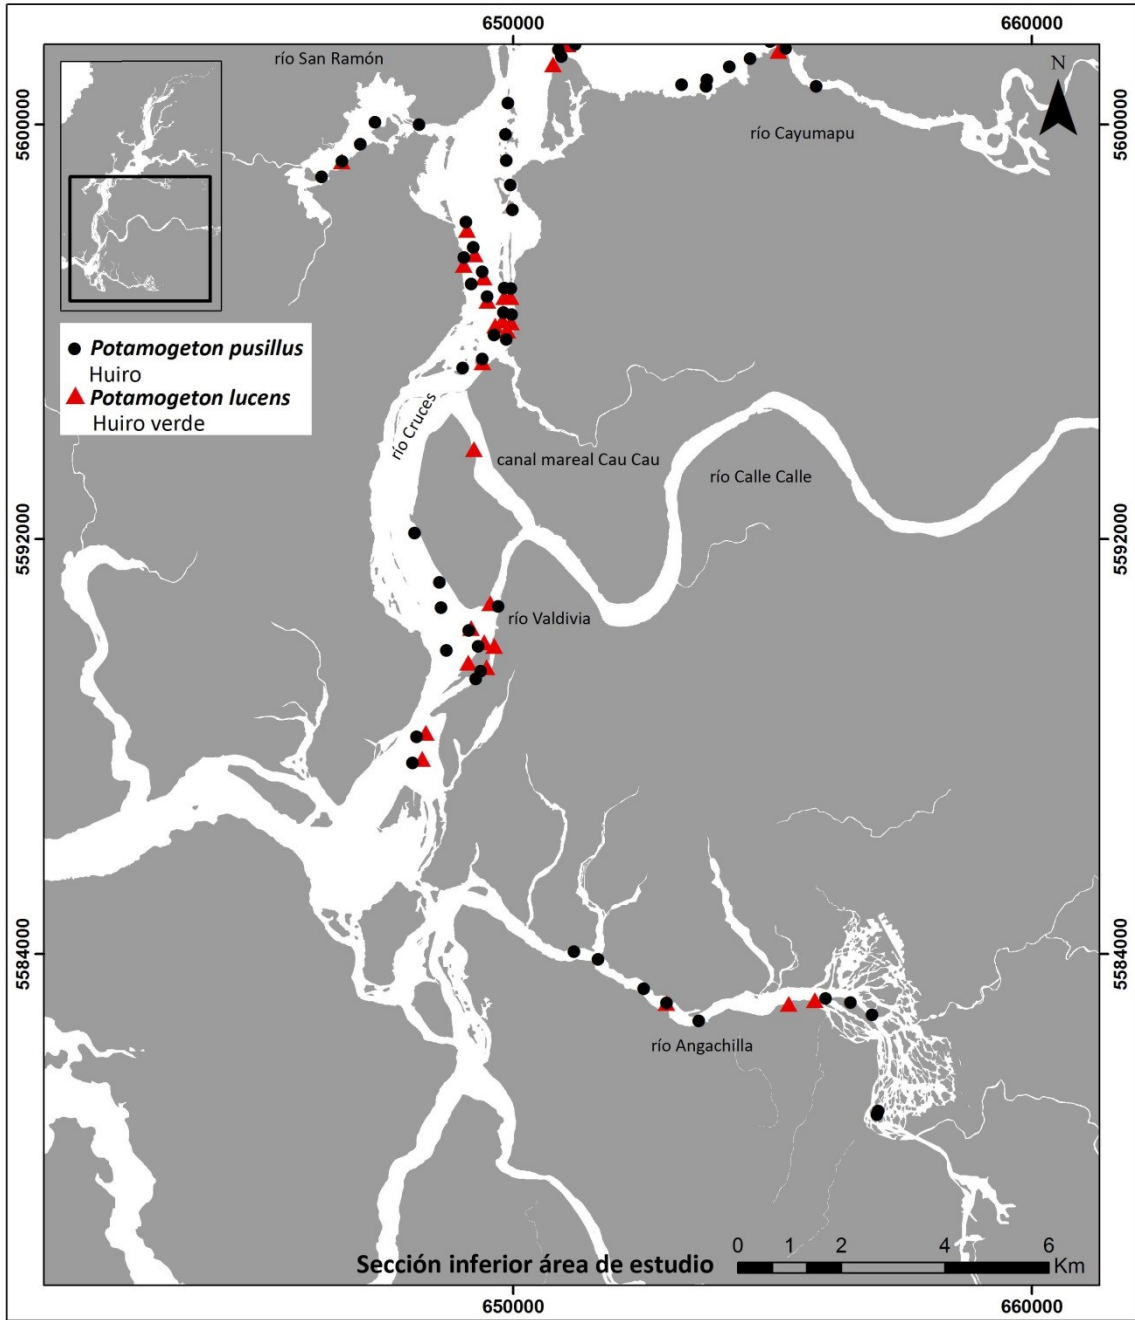 650000
660000
río San Ramón
N
5600000
5600000
río Cayumapu
Potamogeton pusillus
Huiro
Potamogeton lucens
Huiro verde
río Cruces
canal mareal Cau Cau
río Calle Calle
5592000
5592000
río Valdivia
5584000
5584000
río Angachilla
Sección inferior área de estudio
0 1 2 4 6
Km
650000
660000